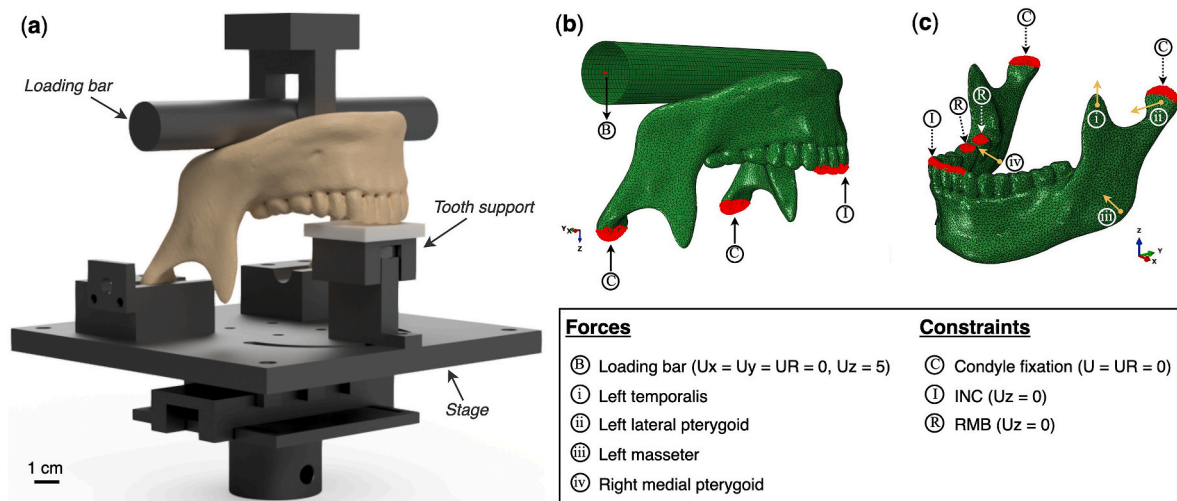 (a)
Loading bar
Tooth support
Stage
1 cm
(b)
B
I
C
C
Y X
Z
(c)
C
C
R
R
I
i
ii
iv
iii
Z
Y
X
Forces
B Loading bar (Ux = Uy = UR = 0, Uz = 5)
i Left temporalis
ii Left lateral pterygoid
iii Left masseter
iv Right medial pterygoid
Constraints
C Condyle fixation (U = UR = 0)
I INC (Uz = 0)
R RMB (Uz = 0)